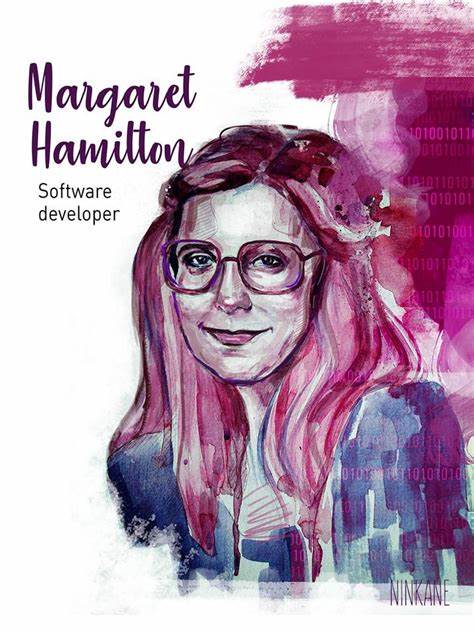 Margaret
Hamilton
Software
developer
NINKANE